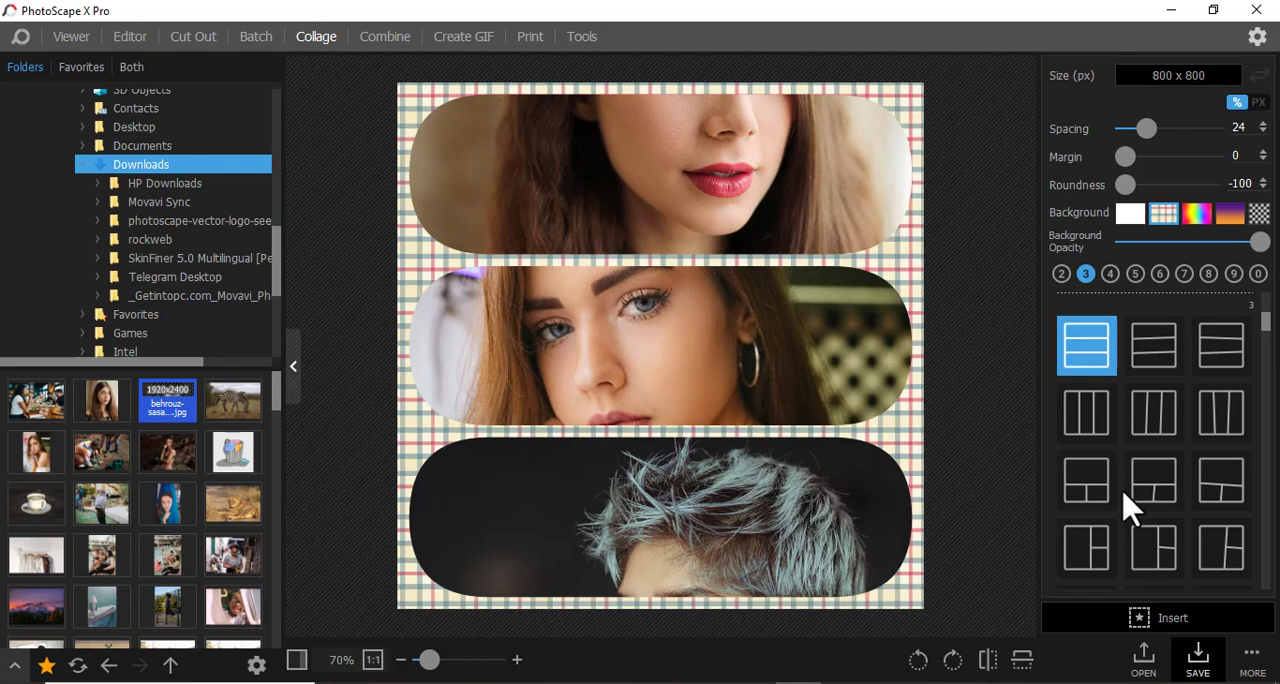 PhotoScape X Pro
Viewer Editor Cut Out Batch Collage Combine Create GIF Print Tools
Folders Favorites Both
3D Objects
Contacts
Desktop
Documents
Downloads
HP Downloads
Movavi Sync
photoscape-vector-logo-see
rockweb
SkinFiner 5.0 Multilingual [Pe
Telegram Desktop
_Getintopc.com_Movavi_Ph
Favorites
Games
Intel
1920x2400
behrouz-
sasa....jpg
70% 1:1
Size (px) 800 x 800
% PX
Spacing 24
Margin 0
Roundness -100
Background
Background
Opacity
2 3 4 5 6 7 8 9 0
3
Insert
OPEN SAVE MORE